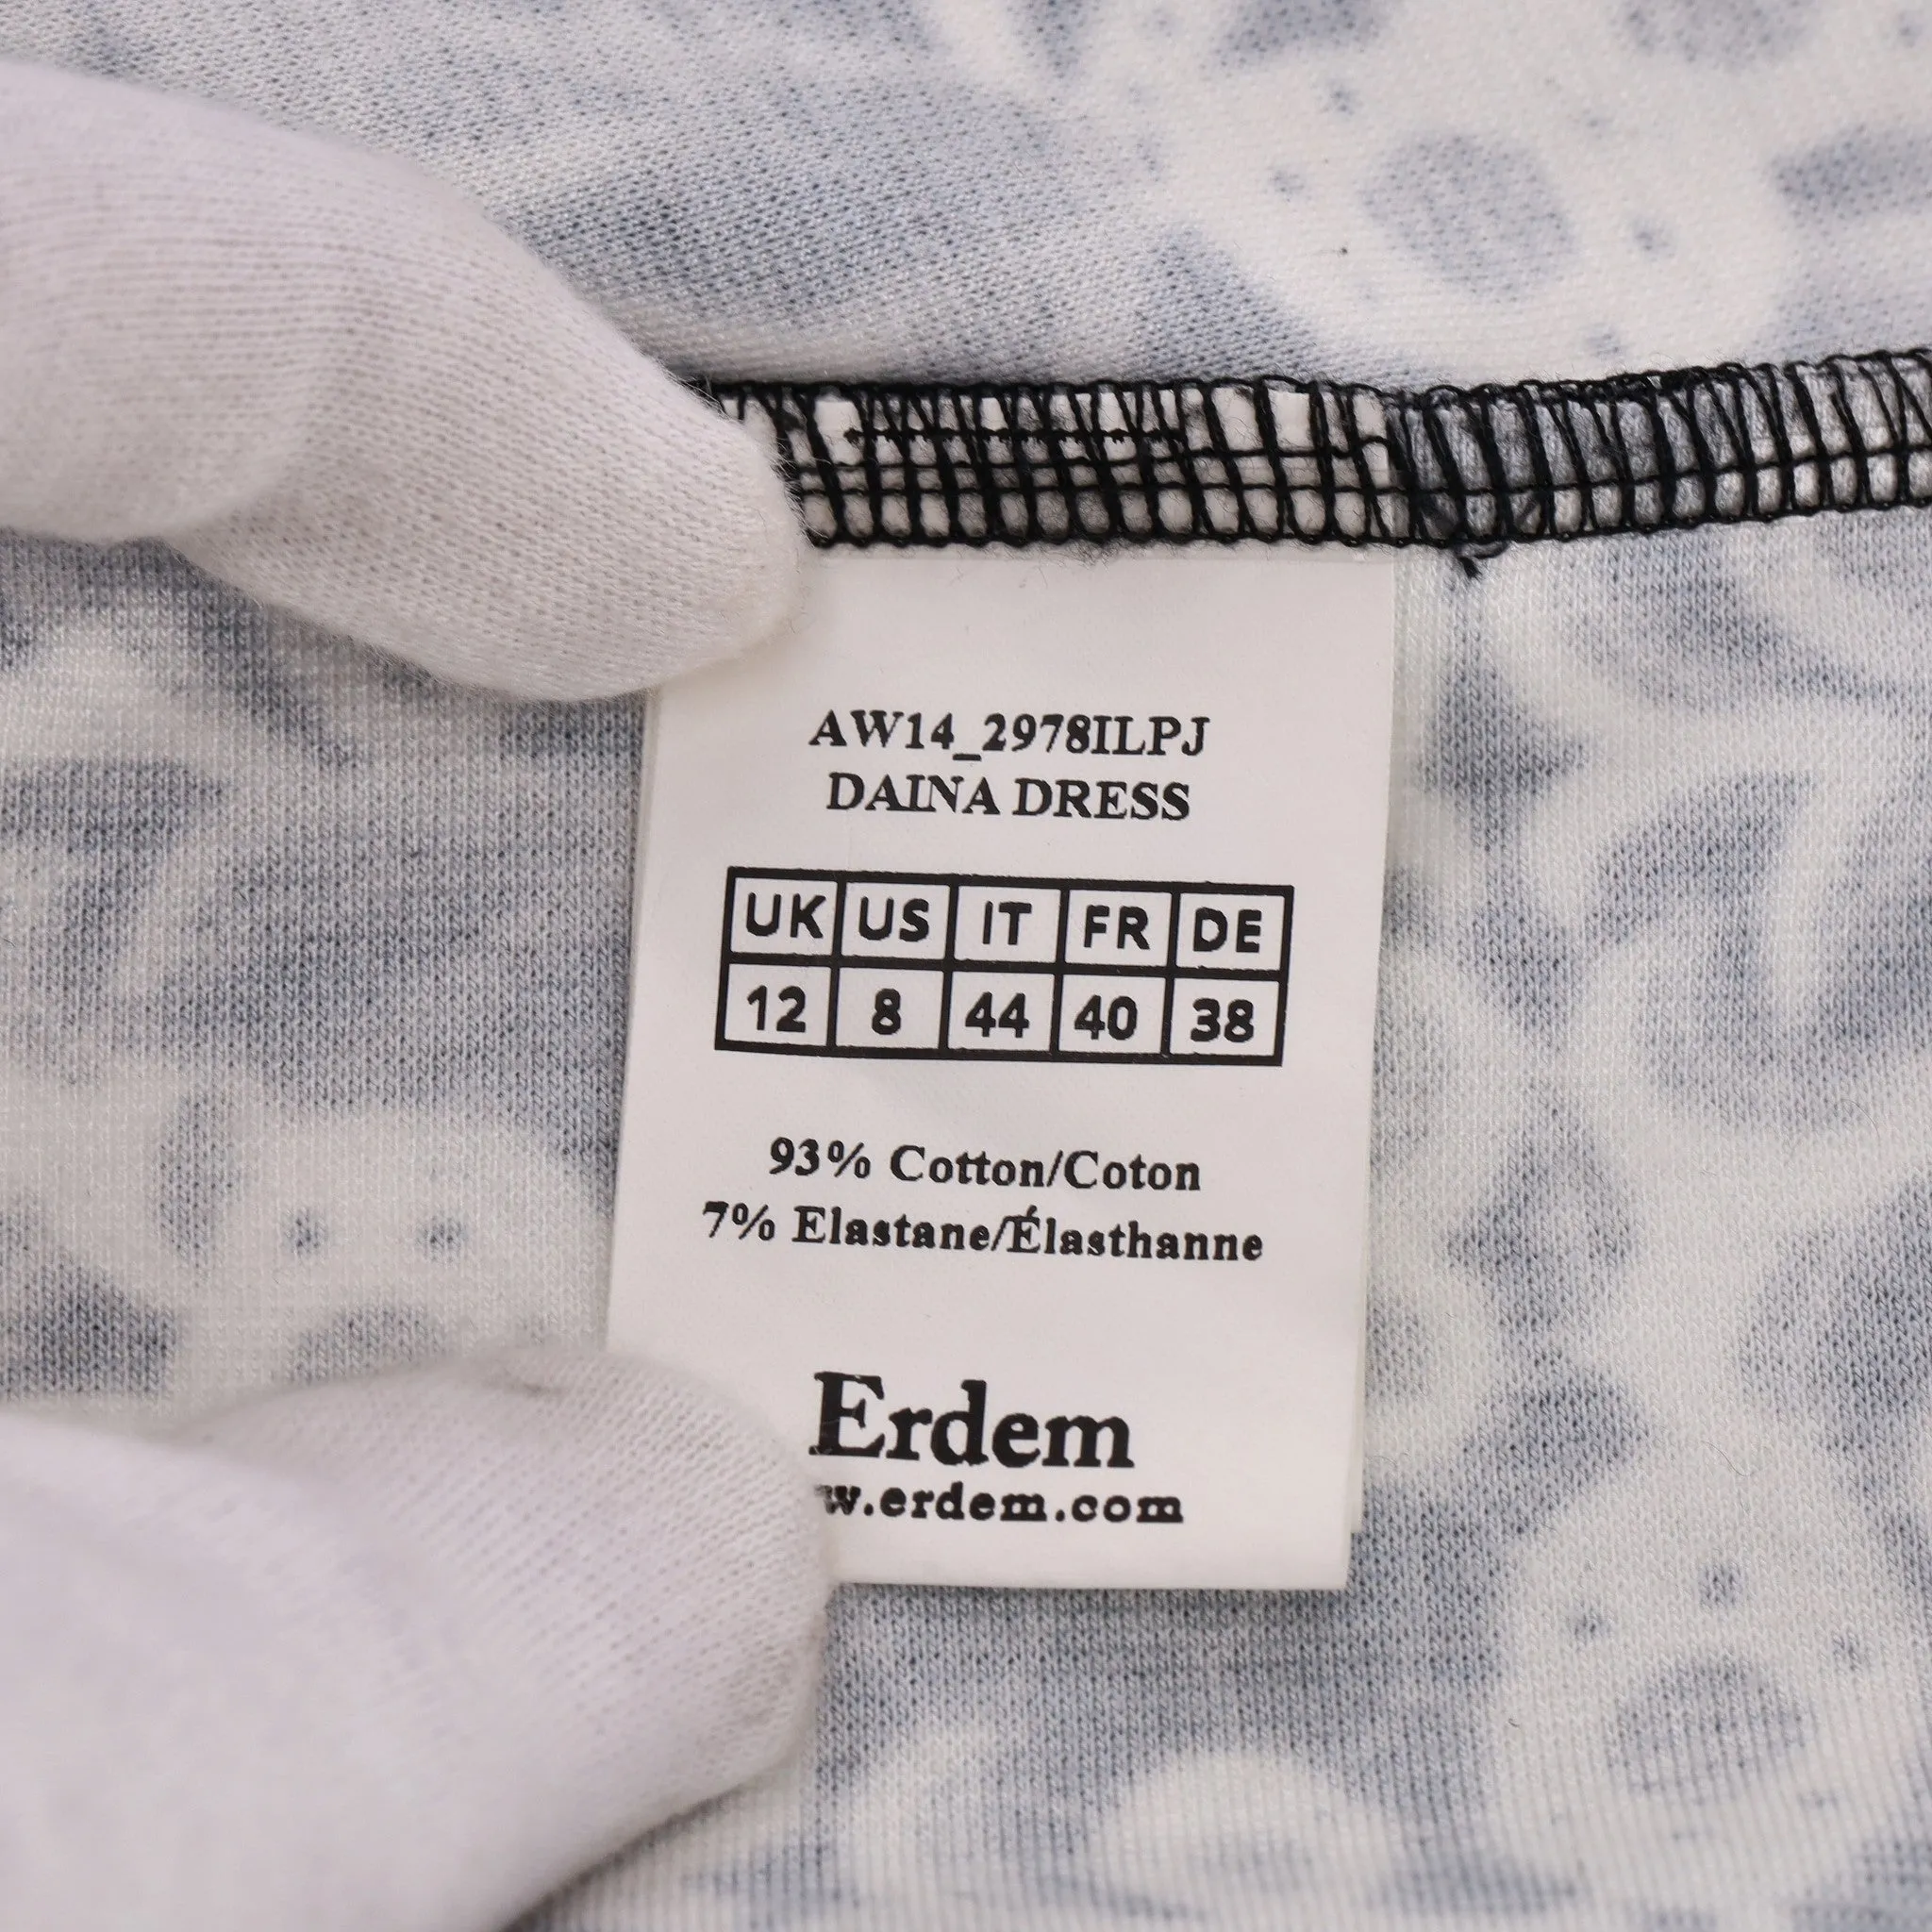 AW14_2978ILPJ
DAINA DRESS
UK US IT FR DE
12 8 44 40 38
93% Cotton/Coton
7% Elastane/Élasthanne
Erdem
w.erdem.com